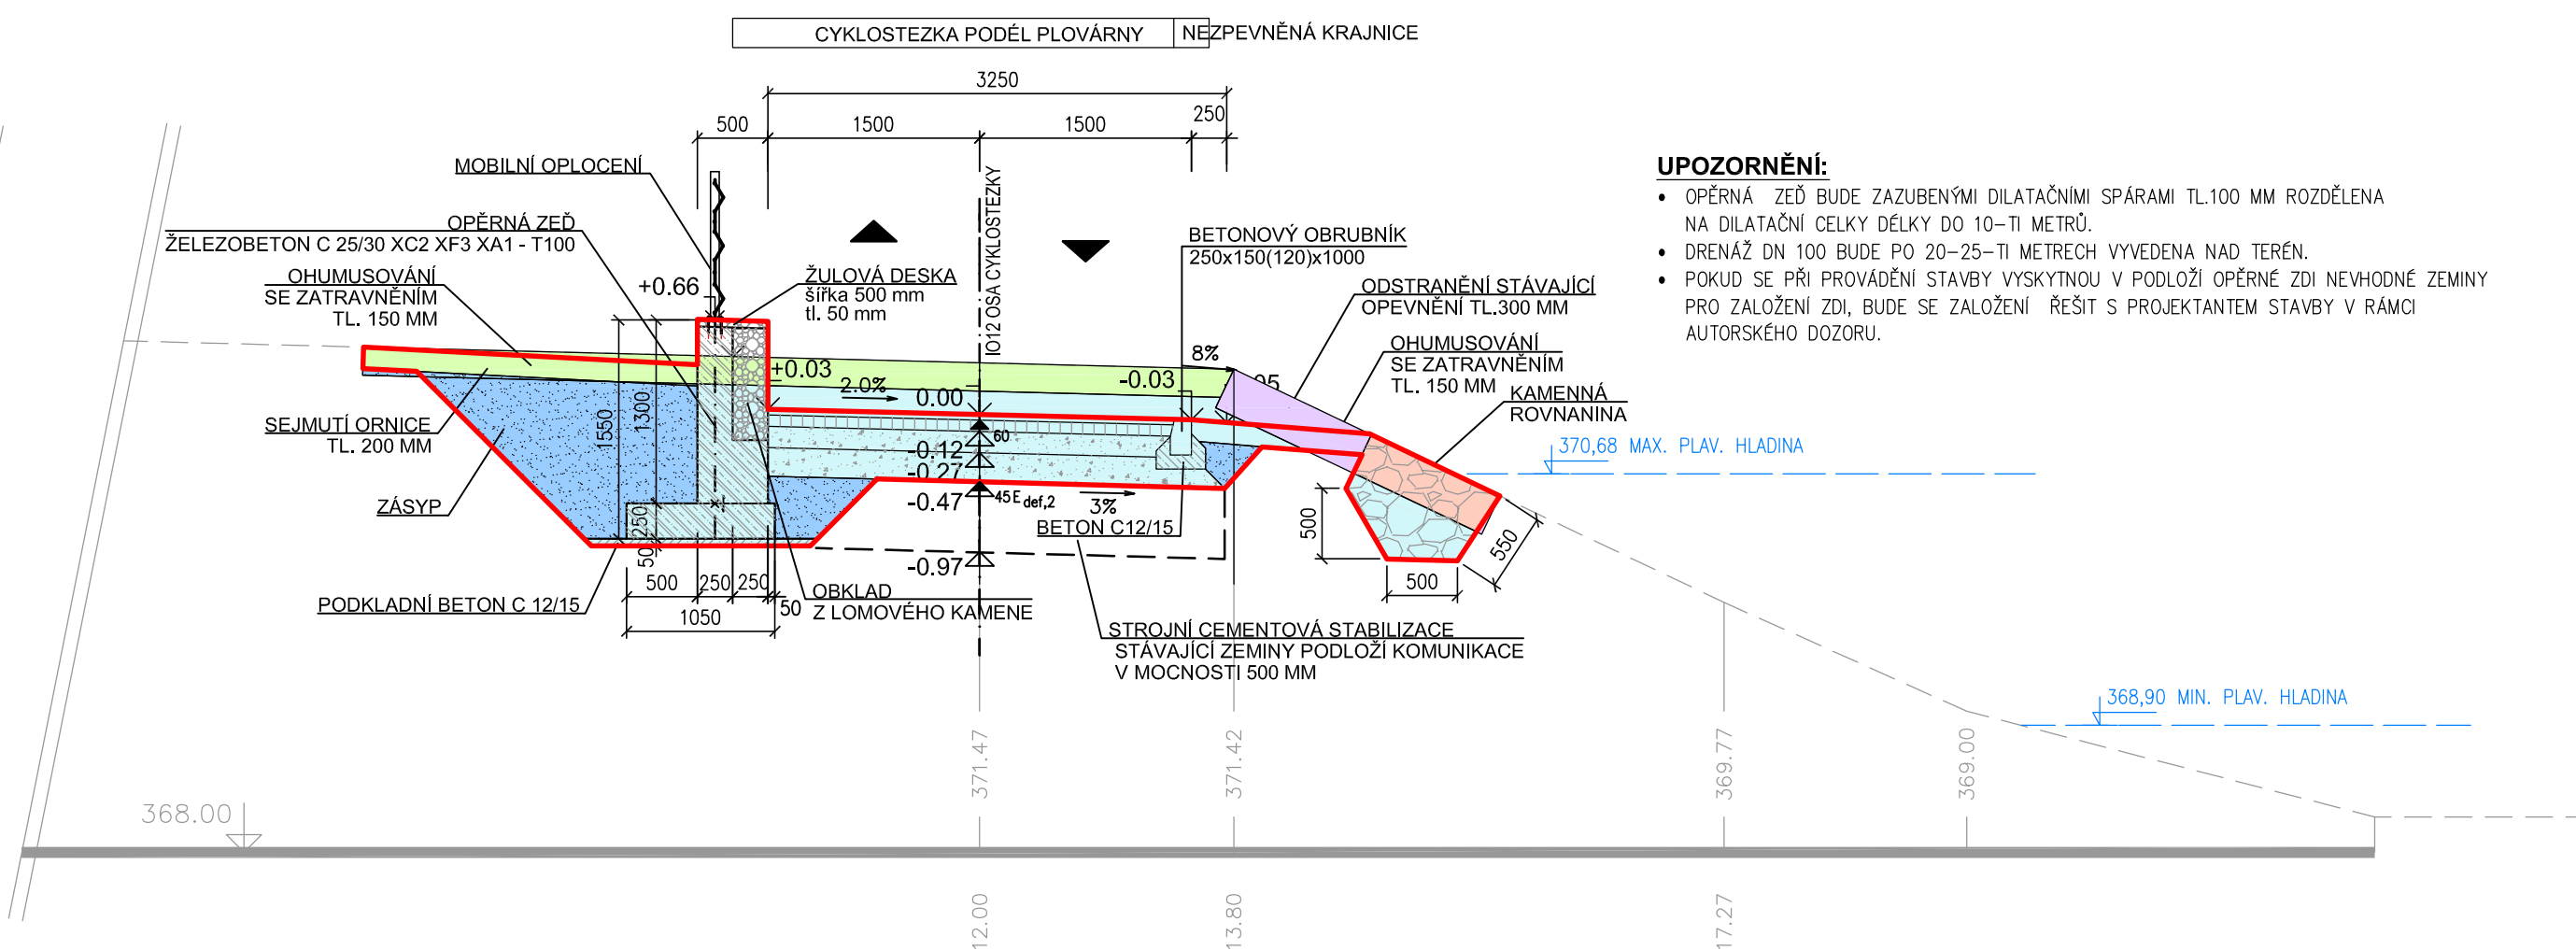 CYKLOSTEZKA PODÉL PLOVÁRNY
NEZPEVNĚNÁ KRAJNICE
3250
500
1500
1500
250
MOBILNÍ OPLOCENÍ
OPĚRNÁ ZEĎ
ŽELEZOBETON C 25/30 XC2 XF3 XA1 - T100
OHUMUSOVÁNÍ
SE ZATRAVNĚNÍM
TL. 150 MM
+0.66
ŽULOVÁ DESKA
šířka 500 mm
tl. 50 mm
IO12 OSA CYKLOSTEZKY
BETONOVÝ OBRUBNÍK
250x150(120)x1000
ODSTRANĚNÍ STÁVAJÍCÍ
OPEVNĚNÍ TL.300 MM
OHUMUSOVÁNÍ
SE ZATRAVNĚNÍM
TL. 150 MM
KAMENNÁ
ROVNANINA
UPOZORNĚNÍ:
• OPĚRNÁ ZEĎ BUDE ZAZUBENÝMI DILATAČNÍMI SPÁRAMI TL.100 MM ROZDĚLENA
NA DILATAČNÍ CELKY DÉLKY DO 10-TI METRŮ.
• DRENÁŽ DN 100 BUDE PO 20-25-TI METRECH VYVEDENA NAD TERÉN.
• POKUD SE PŘI PROVÁDĚNÍ STAVBY VYSKYTNOU V PODLOŽÍ OPĚRNÉ ZDI NEVHODNÉ ZEMINY
PRO ZALOŽENÍ ZDI, BUDE SE ZALOŽENÍ ŘEŠIT S PROJEKTANTEM STAVBY V RÁMCI
AUTORSKÉHO DOZORU.
8%
+0.03
2.0%
0.00
-0.03
05
SEJMUTÍ ORNICE
TL. 200 MM
ZÁSYP
1550
1300
250
50
60
-0.12
-0.27
-0.47
45 E def,2
3%
BETON C12/15
-0.97
370,68 MAX. PLAV. HLADINA
500
500
550
PODKLADNÍ BETON C 12/15
500
250
250
50
1050
OBKLAD
Z LOMOVÉHO KAMENE
STROJNÍ CEMENTOVÁ STABILIZACE
STÁVAJÍCÍ ZEMINY PODLOŽÍ KOMUNIKACE
V MOCNOSTI 500 MM
368,90 MIN. PLAV. HLADINA
368.00
371.47
371.42
369.77
369.00
12.00
13.80
17.27